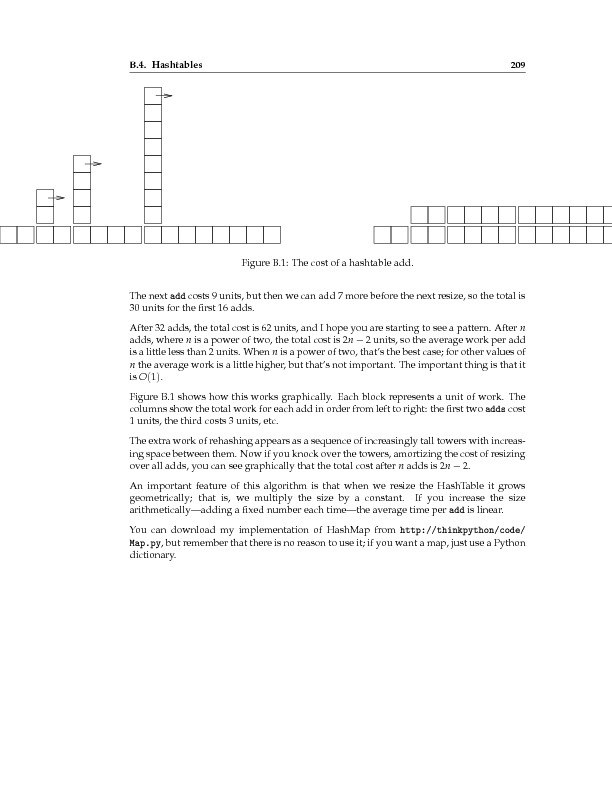 B.4. Hashtables 209
Figure B.1: The cost of a hashtable add.
The next add costs 9 units, but then we can add 7 more before the next resize, so the total is
30 units for the first 16 adds.
After 32 adds, the total cost is 62 units, and I hope you are starting to see a pattern. After n
adds, where n is a power of two, the total cost is 2n − 2 units, so the average work per add
is a little less than 2 units. When n is a power of two, that's the best case; for other values of
n the average work is a little higher, but that's not important. The important thing is that it
is O(1).
Figure B.1 shows how this works graphically. Each block represents a unit of work. The
columns show the total work for each add in order from left to right: the first two adds cost
1 units, the third costs 3 units, etc.
The extra work of rehashing appears as a sequence of increasingly tall towers with increas-
ing space between them. Now if you knock over the towers, amortizing the cost of resizing
over all adds, you can see graphically that the total cost after n adds is 2n − 2.
An important feature of this algorithm is that when we resize the HashTable it grows
geometrically; that is, we multiply the size by a constant. If you increase the size
arithmetically—adding a fixed number each time—the average time per add is linear.
You can download my implementation of HashMap from http://thinkpython/code/
Map.py, but remember that there is no reason to use it; if you want a map, just use a Python
dictionary.